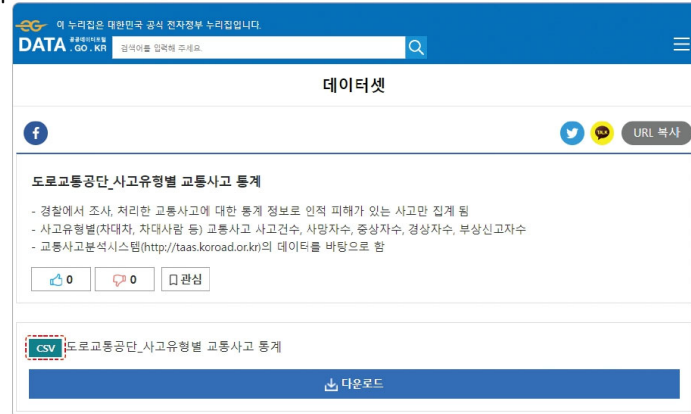 이 누리집은 대한민국 공식 전자정부 누리집입니다.
DATA 공공데이터포털 .GO.KR
검색어를 입력해 주세요.
데이터셋
f
TALK
URL 복사
도로교통공단_사고유형별 교통사고 통계
- 경찰에서 조사, 처리한 교통사고에 대한 통계 정보로 인적 피해가 있는 사고만 집계 됨
- 사고유형별(차대차, 차대사람 등) 교통사고 사고건수, 사망자수, 중상자수, 경상자수, 부상신고자수
- 교통사고분석시스템(http://taas.koroad.or.kr)의 데이터를 바탕으로 함
0
0
관심
CSV 도로교통공단_사고유형별 교통사고 통계
다운로드